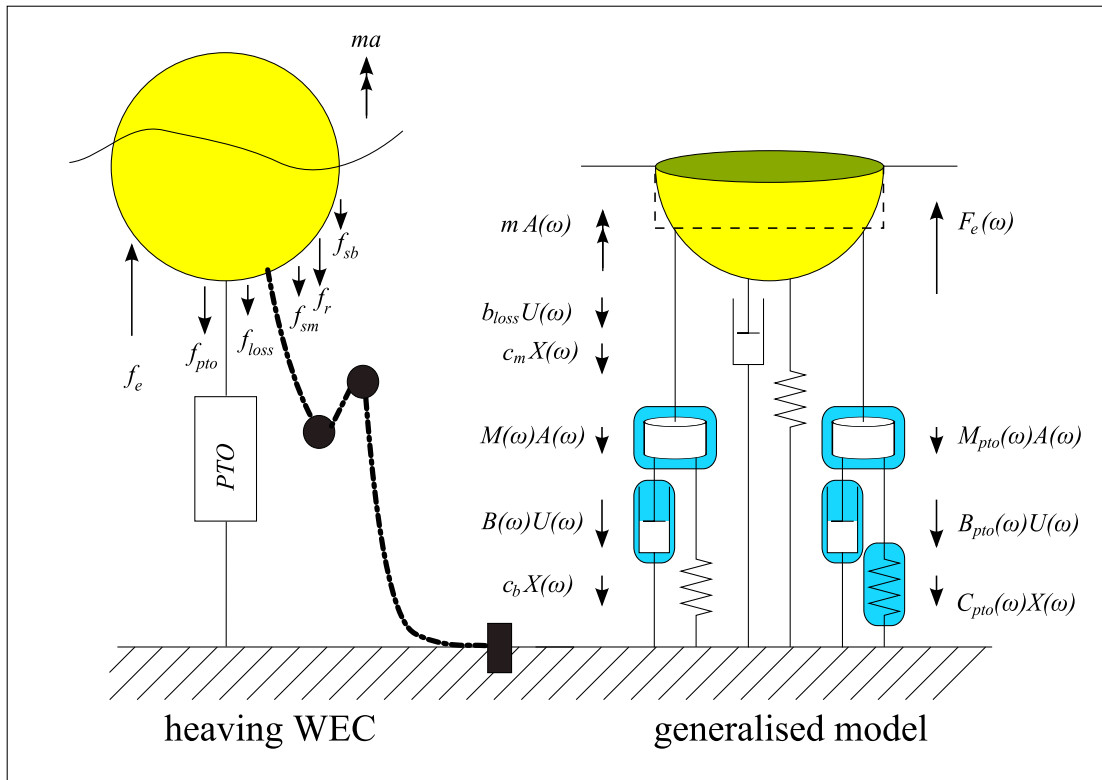 ma
f_sb
f_r
f_sm
f_loss
f_pto
f_e
PTO
heaving WEC
m A(ω)
F_e(ω)
b_loss U(ω)
c_m X(ω)
M(ω)A(ω)
M_pto(ω)A(ω)
B(ω)U(ω)
B_pto(ω)U(ω)
c_b X(ω)
C_pto(ω)X(ω)
generalised model